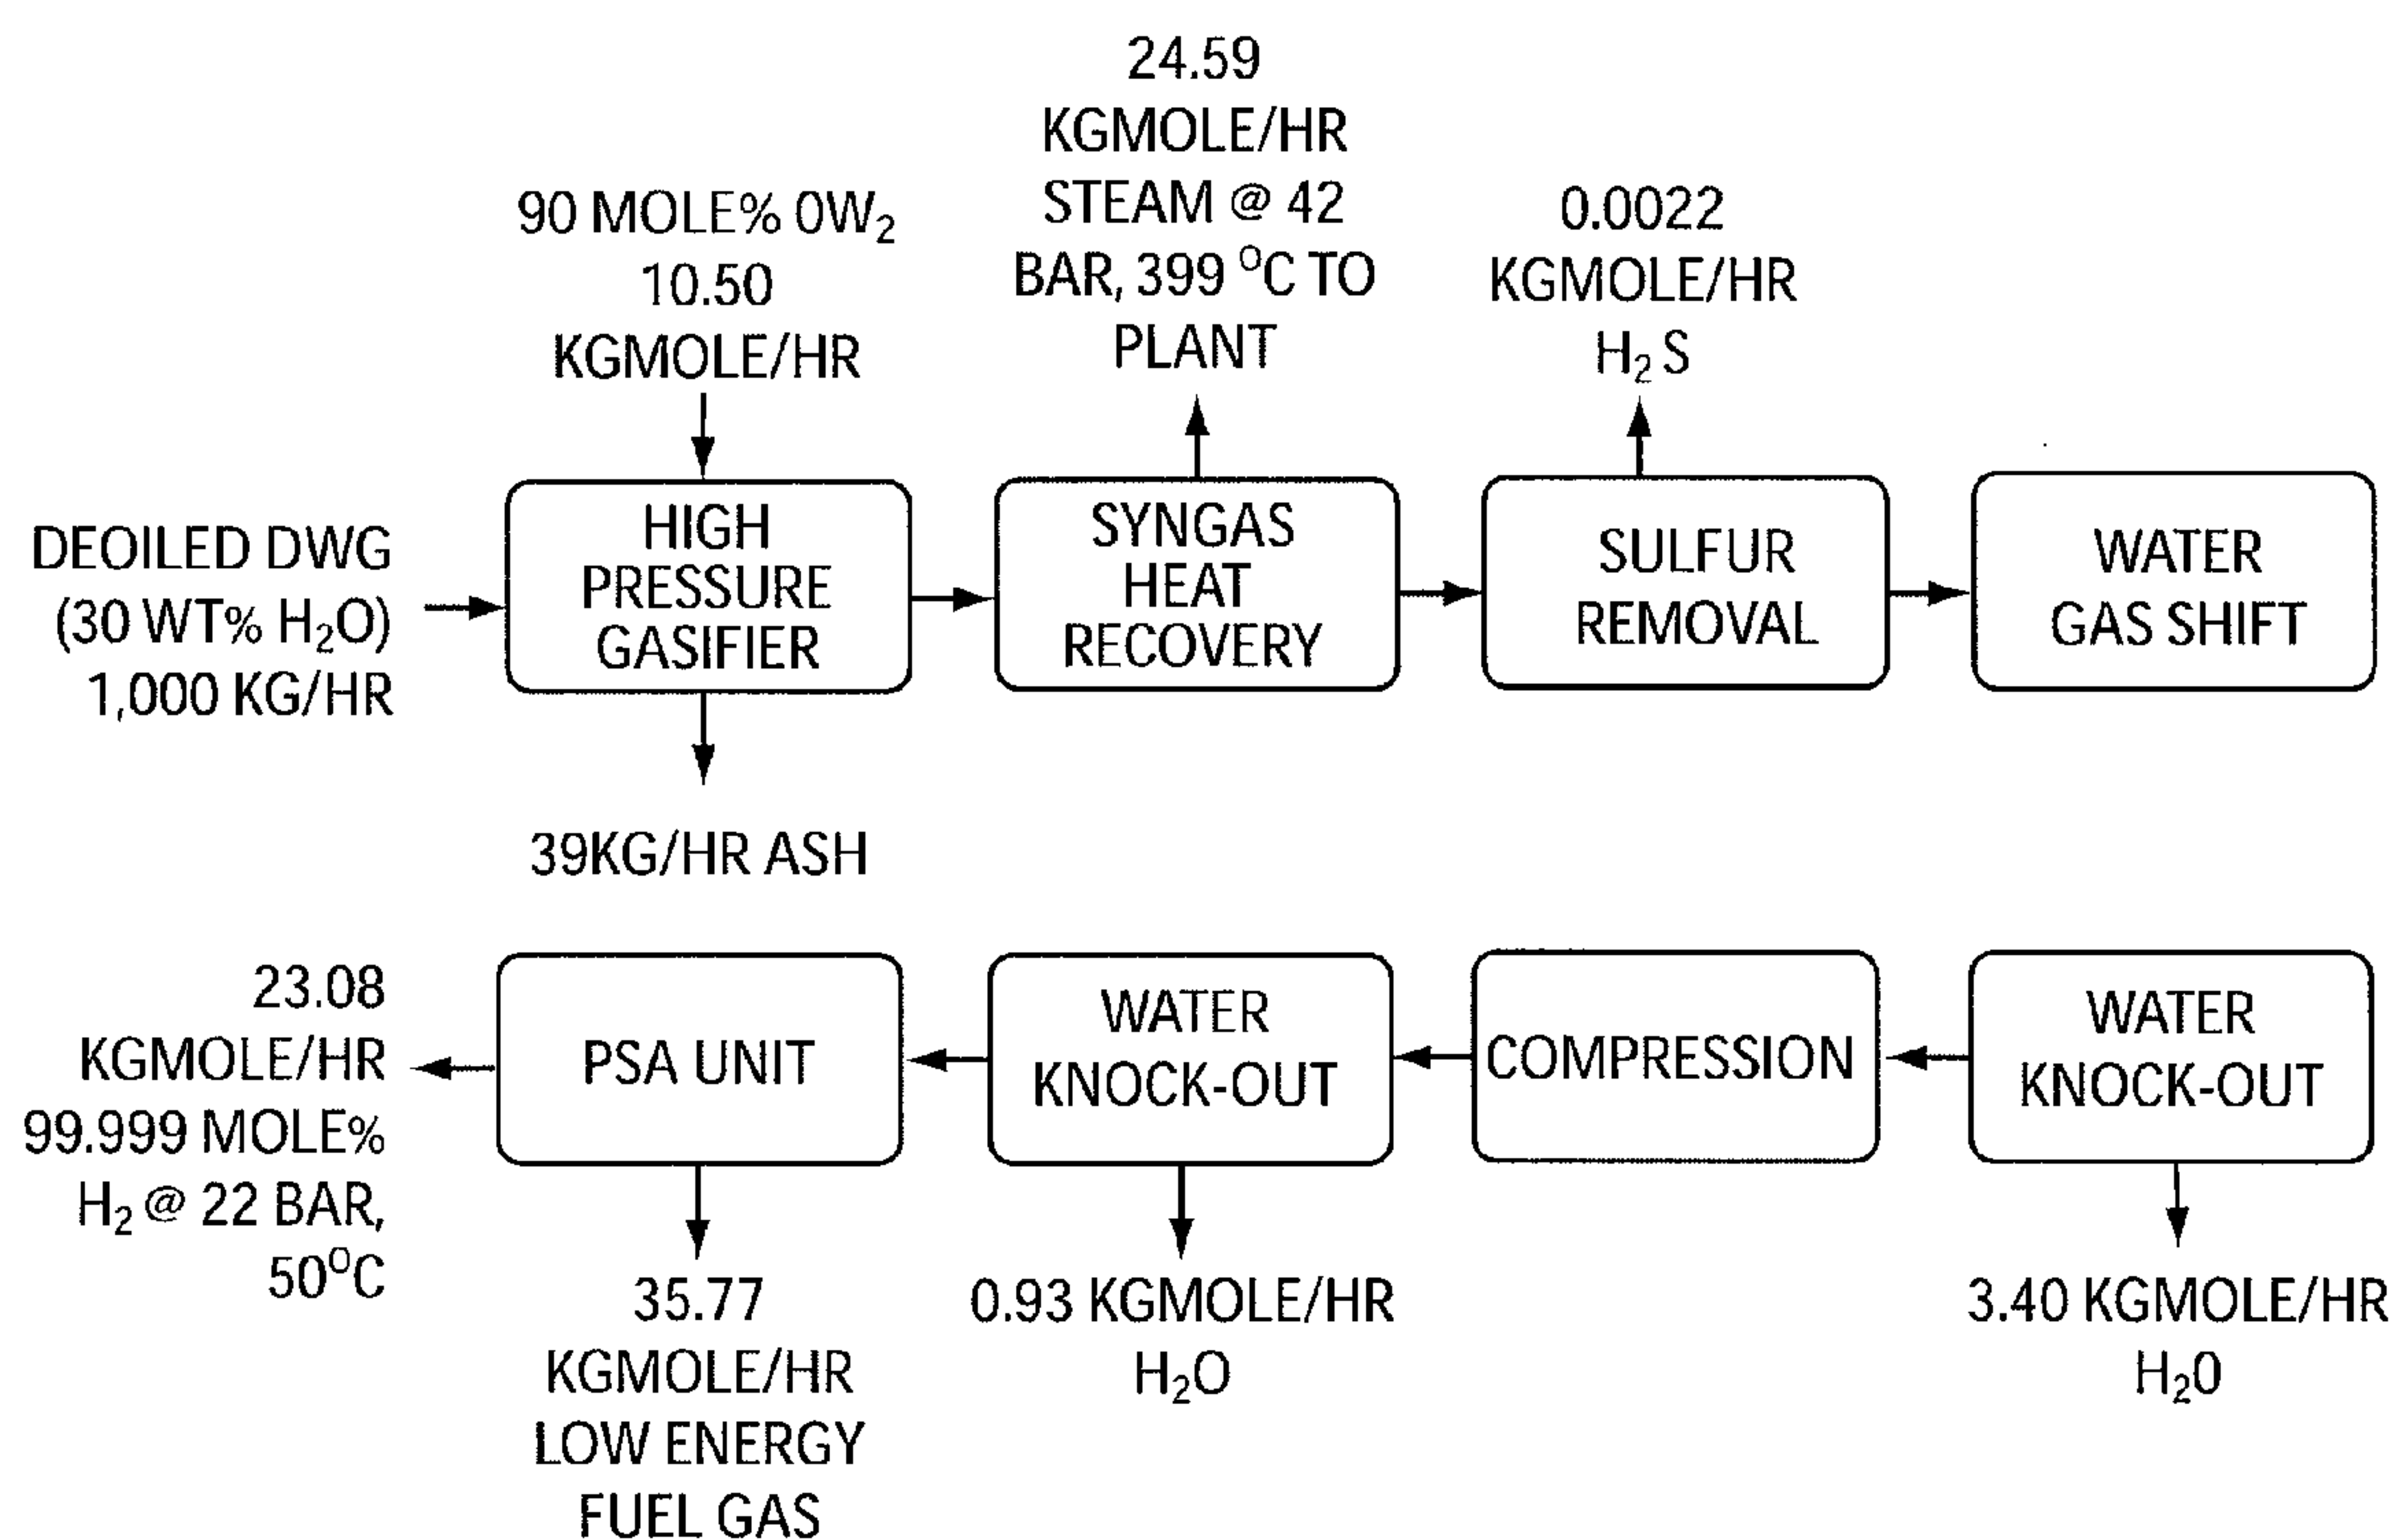 24.59
KGMOLE/HR
STEAM @ 42
BAR, 399 °C TO
PLANT
90 MOLE% OW₂
10.50
KGMOLE/HR
0.0022
KGMOLE/HR
H₂ S
DEOILED DWG
(30 WT% H₂O)
1,000 KG/HR
HIGH
PRESSURE
GASIFIER
SYNGAS
HEAT
RECOVERY
SULFUR
REMOVAL
WATER
GAS SHIFT
39KG/HR ASH
23.08
KGMOLE/HR
99.999 MOLE%
H₂ @ 22 BAR,
50°C
PSA UNIT
WATER
KNOCK-OUT
COMPRESSION
WATER
KNOCK-OUT
35.77
KGMOLE/HR
LOW ENERGY
FUEL GAS
0.93 KGMOLE/HR
H₂O
3.40 KGMOLE/HR
H₂0